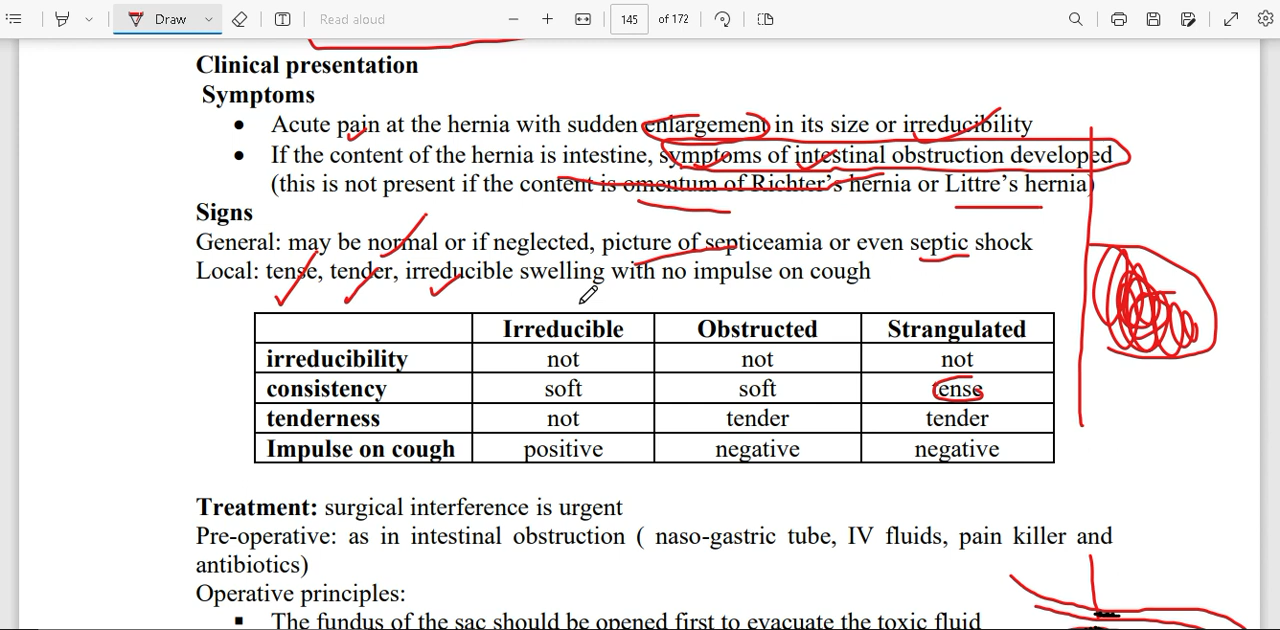 Draw
Read aloud
145 of 172
Clinical presentation
Symptoms
• Acute pain at the hernia with sudden enlargement in its size or irreducibility
• If the content of the hernia is intestine, symptoms of intestinal obstruction developed
(this is not present if the content is omentum of Richter’s hernia or Littre’s hernia)
Signs
General: may be normal or if neglected, picture of septiceamia or even septic shock
Local: tense, tender, irreducible swelling with no impulse on cough
Irreducible Obstructed Strangulated
irreducibility not not not
consistency soft soft tense
tenderness not tender tender
Impulse on cough positive negative negative
Treatment: surgical interference is urgent
Pre-operative: as in intestinal obstruction ( naso-gastric tube, IV fluids, pain killer and
antibiotics)
Operative principles:
▪ The fundus of the sac should be opened first to evacuate the toxic fluid